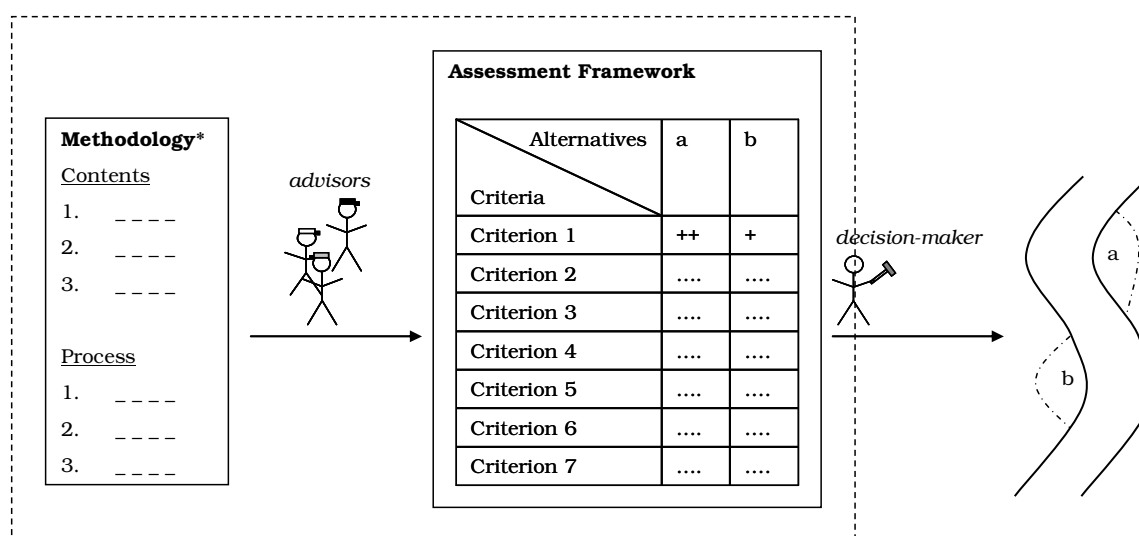 Assessment Framework
Methodology*
Contents
1. _ _ _ _
2. _ _ _ _
3. _ _ _ _
Process
1. _ _ _ _
2. _ _ _ _
3. _ _ _ _
advisors
Alternatives a b
Criteria
Criterion 1 ++ +
Criterion 2 .... ....
Criterion 3 .... ....
Criterion 4 .... ....
Criterion 5 .... ....
Criterion 6 .... ....
Criterion 7 .... ....
decision-maker
a
b